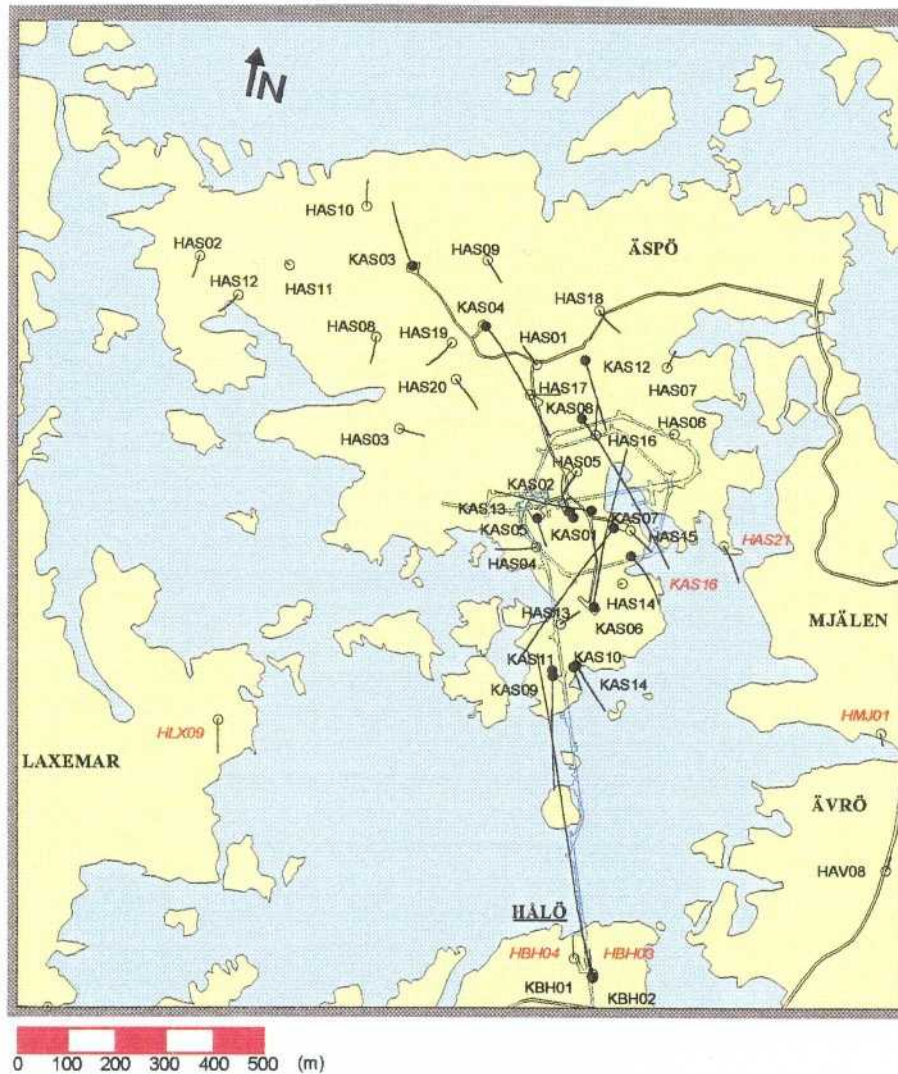 N
HAS10
HAS02
KAS03
HAS09
ÄSPÖ
HAS12
HAS11
HAS18
KAS04
HAS08
HAS19
HAS01
KAS12
HAS07
HAS20
HAS17
KAS08
HAS06
HAS03
HAS16
HAS05
KAS02
KAS13
KAS07
KAS05
KAS01
HAS15
HAS21
HAS04
KAS16
HAS14
HAS13
KAS06
MJÄLEN
KAS11
KAS10
KAS09
KAS14
HLX09
HMJ01
LAXEMAR
ÄVRÖ
HAV08
HÅLÖ
HBH04
HBH03
KBH01
KBH02
0 100 200 300 400 500 (m)